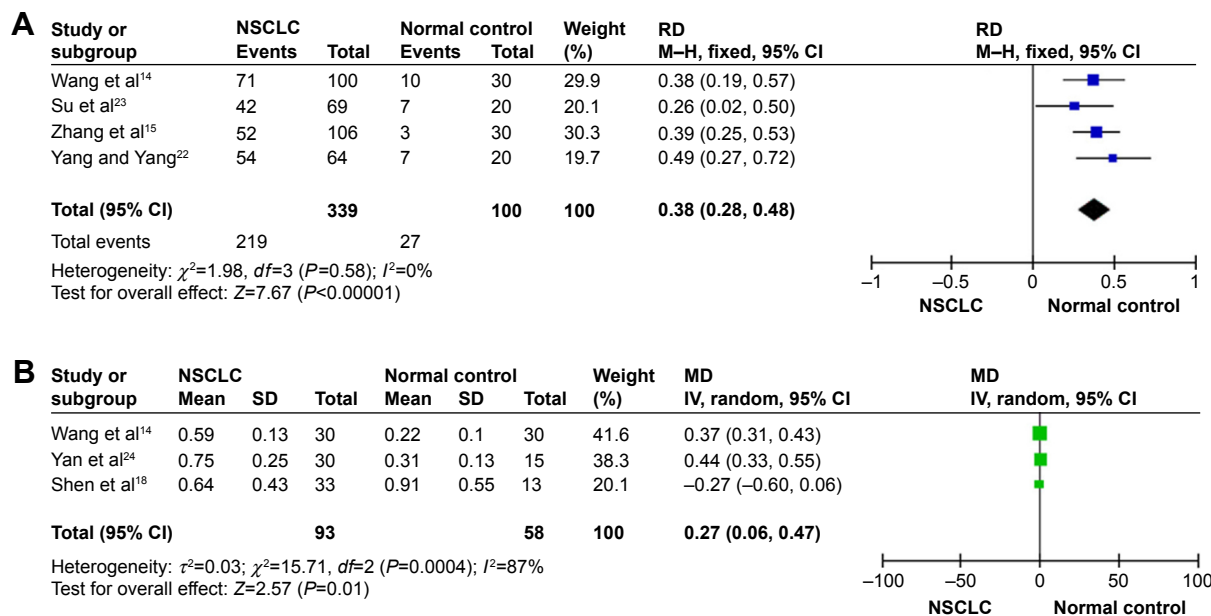 A
Study or subgroup NSCLC Events Total Normal control Events Total Weight (%) RD M–H, fixed, 95% CI RD M–H, fixed, 95% CI
Wang et al¹⁴ 71 100 10 30 29.9 0.38 (0.19, 0.57)
Su et al²³ 42 69 7 20 20.1 0.26 (0.02, 0.50)
Zhang et al¹⁵ 52 106 3 30 30.3 0.39 (0.25, 0.53)
Yang and Yang²² 54 64 7 20 19.7 0.49 (0.27, 0.72)
Total (95% CI) 339 100 100 0.38 (0.28, 0.48)
Total events 219 27
Heterogeneity: χ²=1.98, df=3 (P=0.58); I²=0%
Test for overall effect: Z=7.67 (P<0.00001)
–1 –0.5 0 0.5 1
NSCLC Normal control
B
Study or subgroup NSCLC Mean SD Total Normal control Mean SD Total Weight (%) MD IV, random, 95% CI MD IV, random, 95% CI
Wang et al¹⁴ 0.59 0.13 30 0.22 0.1 30 41.6 0.37 (0.31, 0.43)
Yan et al²⁴ 0.75 0.25 30 0.31 0.13 15 38.3 0.44 (0.33, 0.55)
Shen et al¹⁸ 0.64 0.43 33 0.91 0.55 13 20.1 –0.27 (–0.60, 0.06)
Total (95% CI) 93 58 100 0.27 (0.06, 0.47)
Heterogeneity: τ²=0.03; χ²=15.71, df=2 (P=0.0004); I²=87%
Test for overall effect: Z=2.57 (P=0.01)
–100 –50 0 50 100
NSCLC Normal control